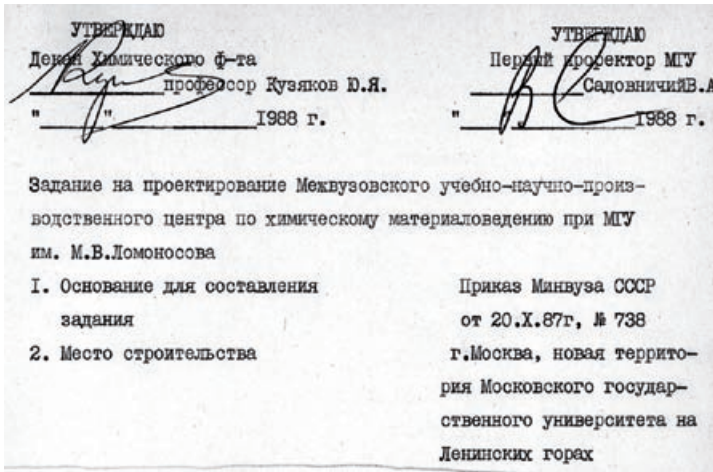 УТВЕРЖДАЮ
Декан Химического ф-та
профессор Кузяков Ю.Я.
" " 1988 г.
УТВЕРЖДАЮ
Первый проректор МГУ
СадовничийВ.А
" 1988 г.
Задание на проектирование Межвузовского учебно-научно-произ-
водственного центра по химическому материаловедению при МГУ
им. М.В.Ломоносова
I. Основание для составления
задания
Приказ Минвуза СССР
от 20.X.87г, № 738
2. Место строительства
г.Москва, новая террито-
рия Московского государ-
ственного университета на
Ленинских горах